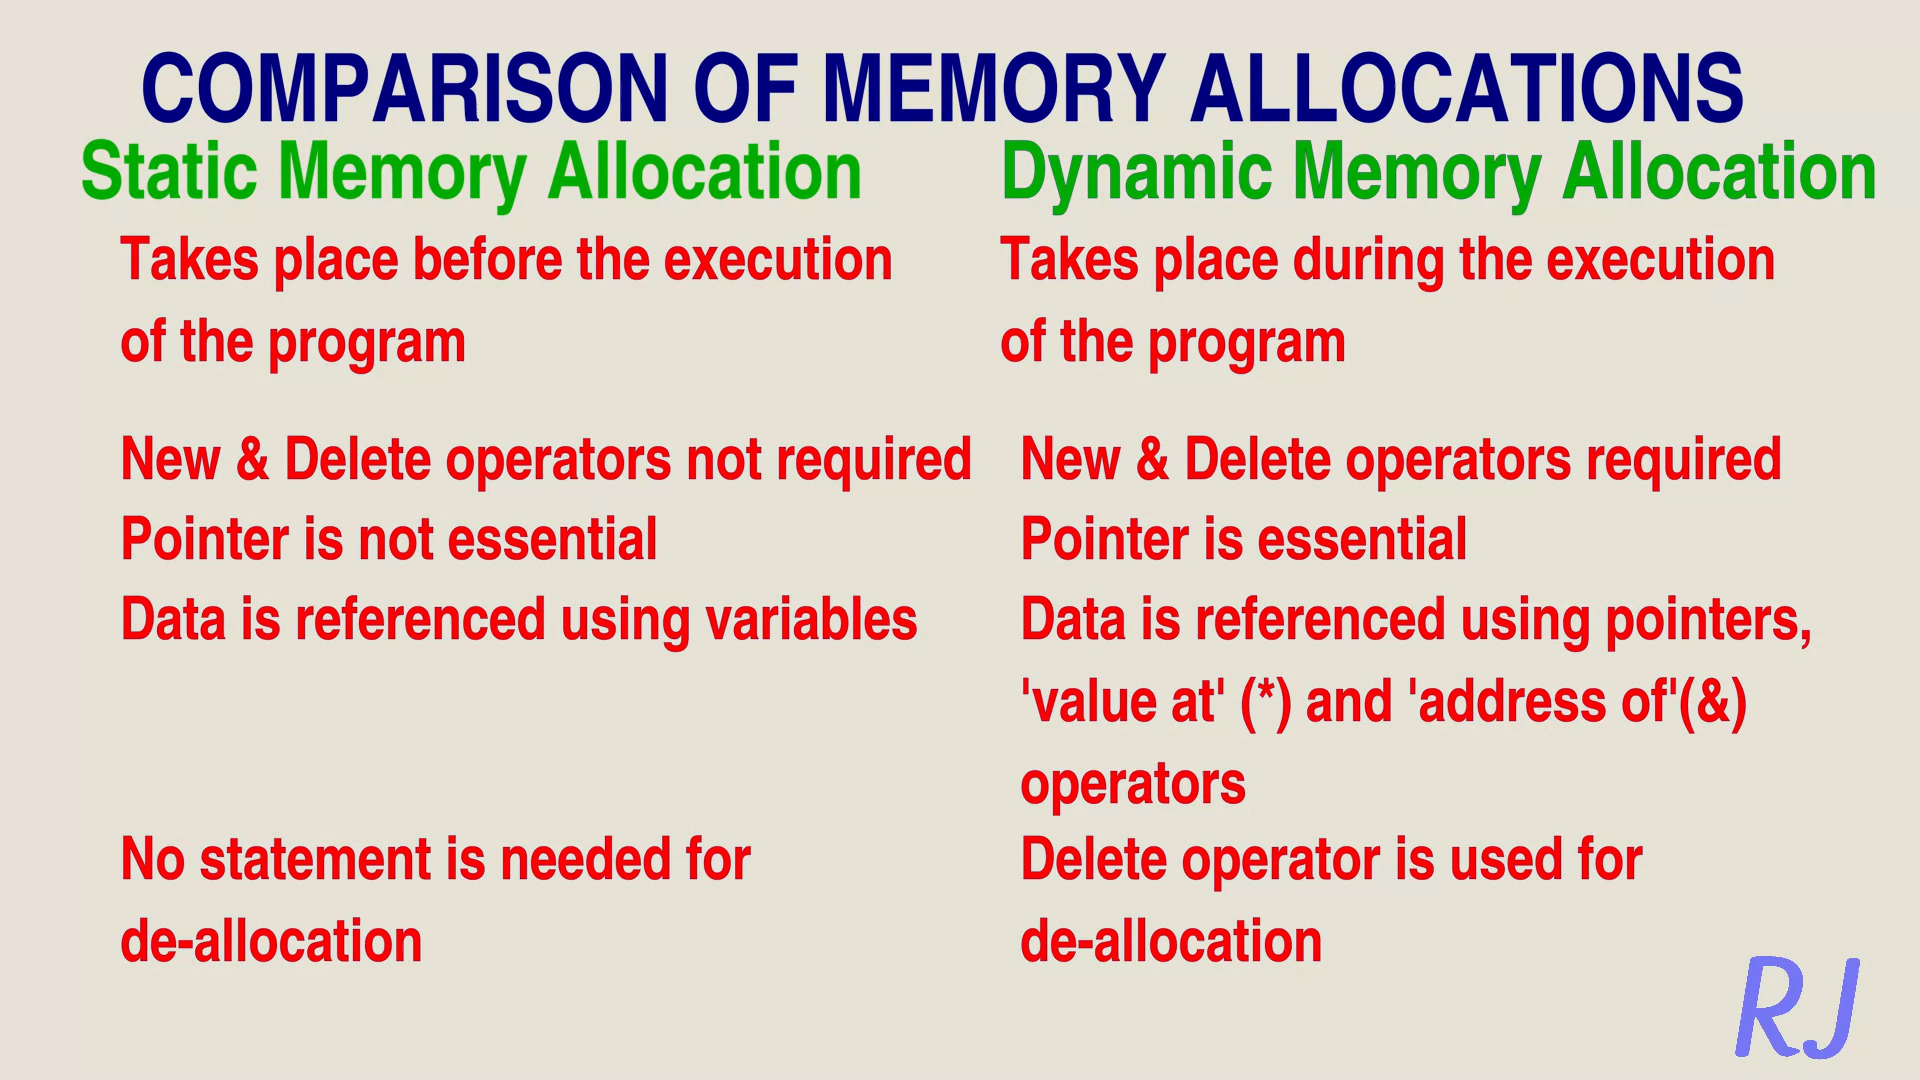 COMPARISON OF MEMORY ALLOCATIONS
Static Memory Allocation
Takes place before the execution
of the program
New & Delete operators not required
Pointer is not essential
Data is referenced using variables
No statement is needed for
de-allocation
Dynamic Memory Allocation
Takes place during the execution
of the program
New & Delete operators required
Pointer is essential
Data is referenced using pointers,
'value at' (*) and 'address of'(&)
operators
Delete operator is used for
de-allocation
RJ